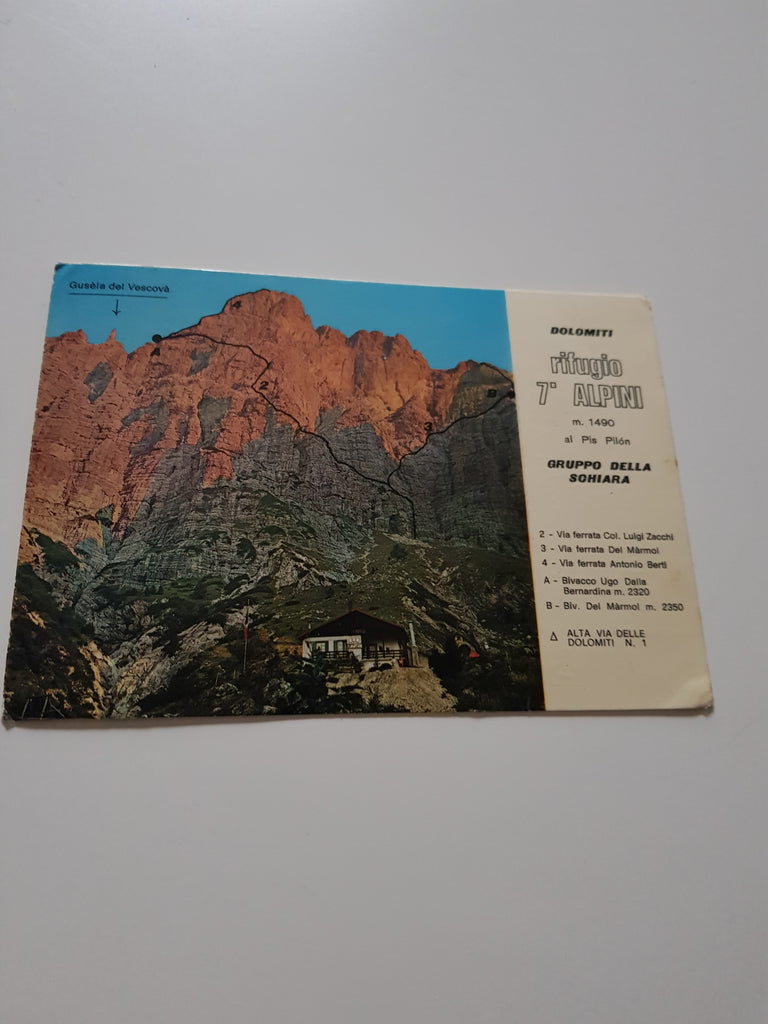 Gusèla del Vescovà
4
A
2
3
B
DOLOMITI
rifugio
7° ALPINI
m. 1490
al Pis Pilón
GRUPPO DELLA
SCHIARA
2 - Via ferrata Col. Luigi Zacchi
3 - Via ferrata Del Màrmol
4 - Via ferrata Antonio Berti
A - Bivacco Ugo Dalla
Bernardina m. 2320
B - Biv. Del Màrmol m. 2350
Δ ALTA VIA DELLE
DOLOMITI N. 1